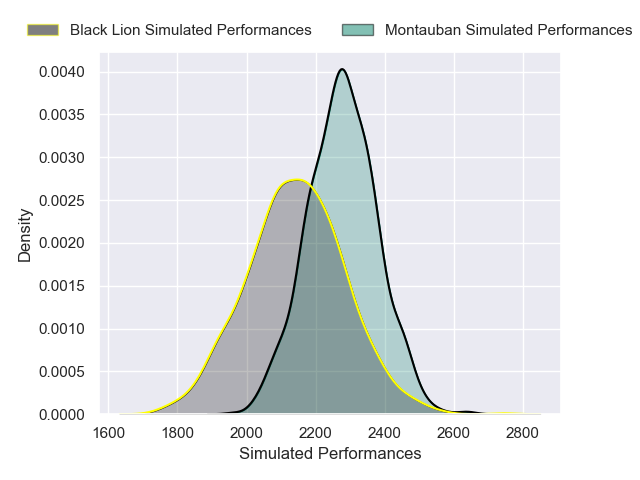 Black Lion Simulated Performances
Montauban Simulated Performances
0.0040
0.0035
0.0030
0.0025
0.0020
0.0015
0.0010
0.0005
0.0000
Density
1600 1800 2000 2200 2400 2600 2800
Simulated Performances